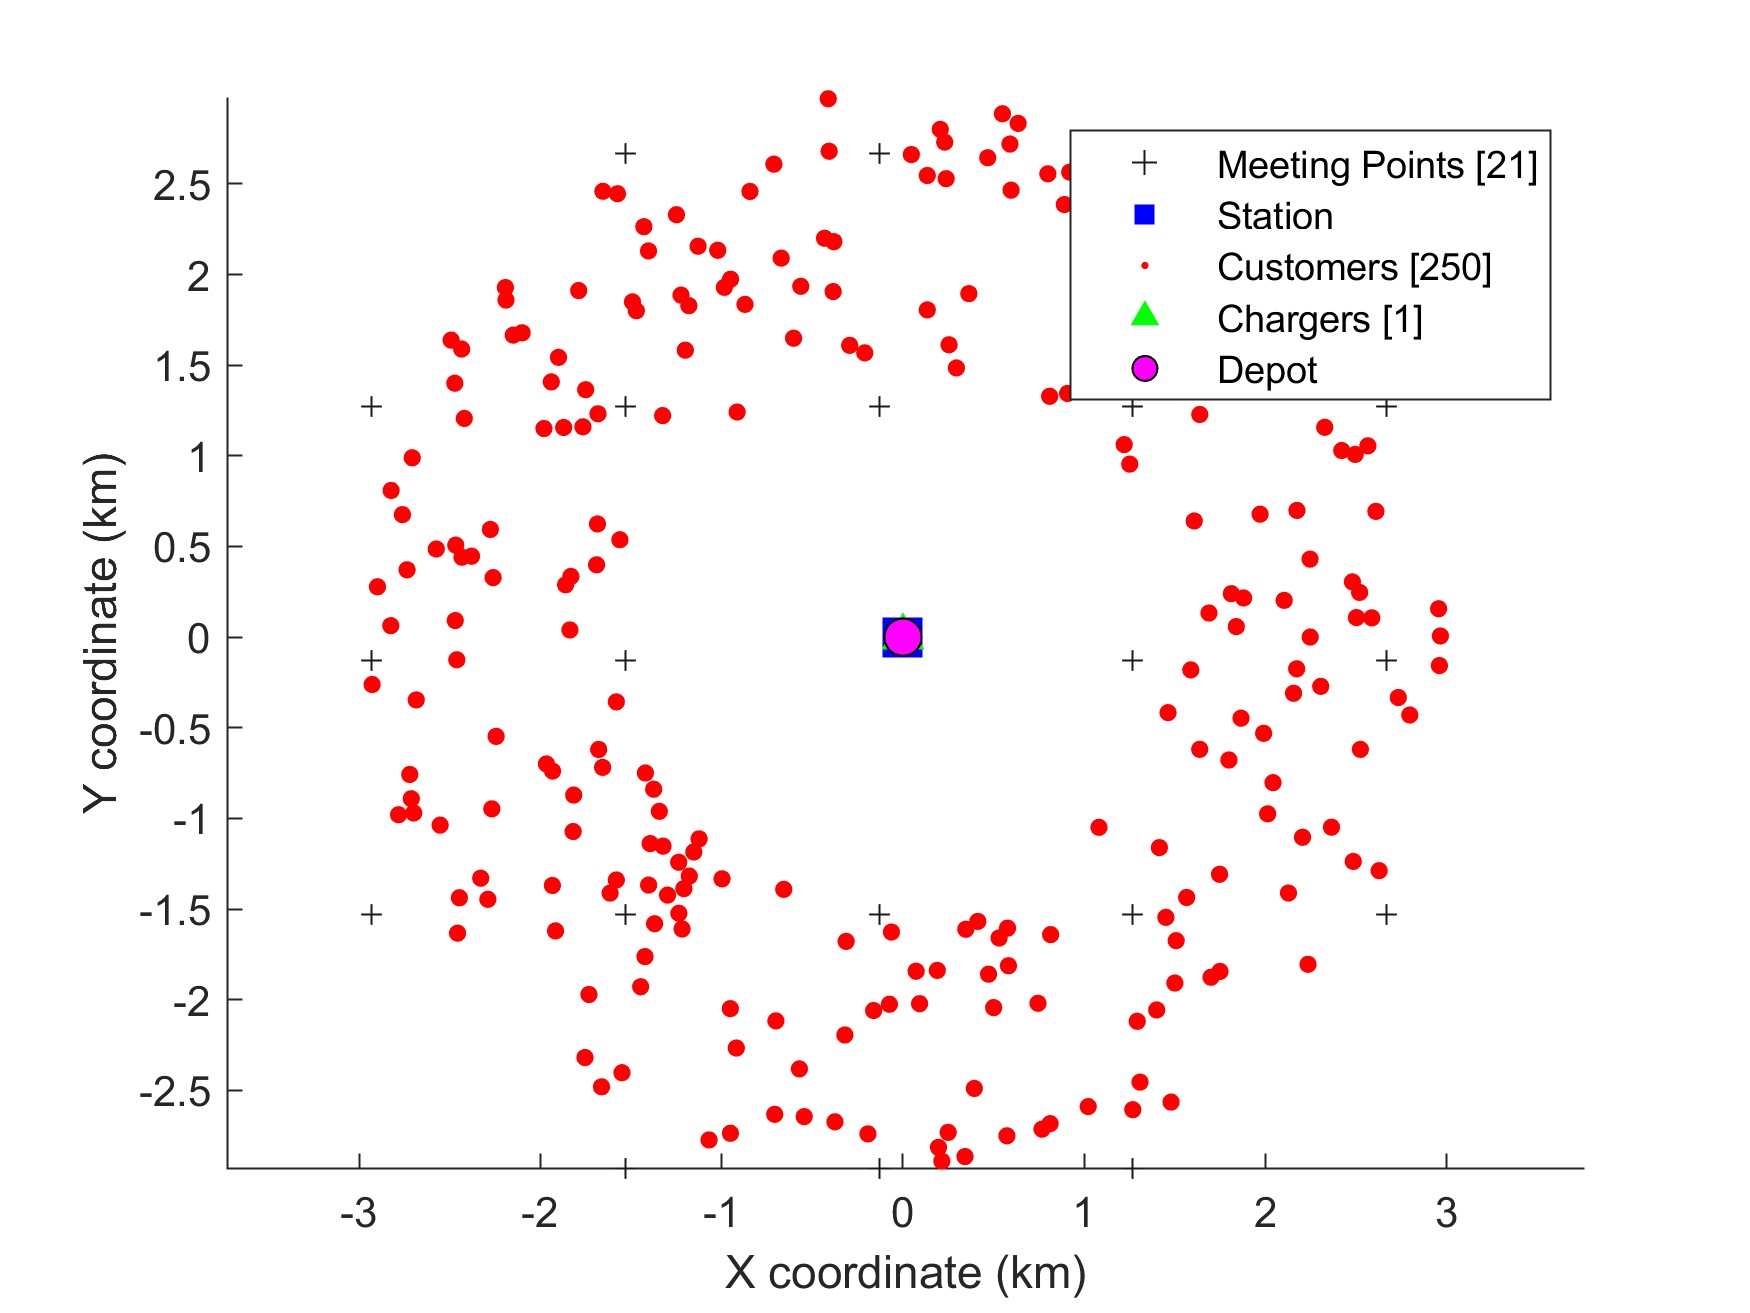 2.5
2
1.5
1
0.5
0
-0.5
-1
-1.5
-2
-2.5
Y coordinate (km)
Meeting Points [21]
Station
Customers [250]
Chargers [1]
Depot
-3 -2 -1 0 1 2 3
X coordinate (km)